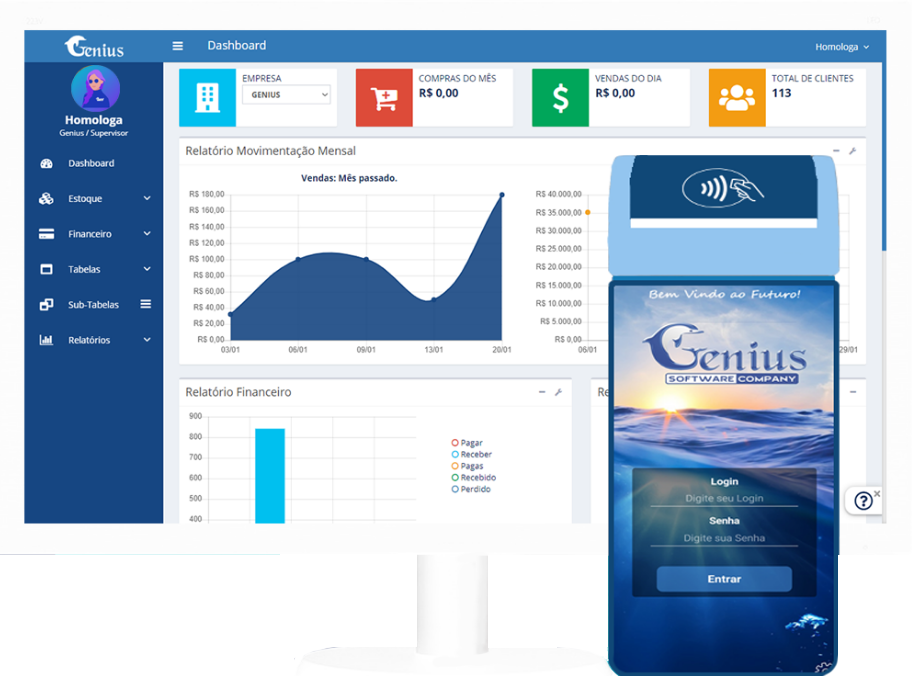 Genius
Dashboard
Homologa
Homologa
Genius / Supervisor
Dashboard
Estoque
Financeiro
Tabelas
Sub-Tabelas
Relatórios
EMPRESA
GENIUS
COMPRAS DO MÊS
R$ 0,00
VENDAS DO DIA
R$ 0,00
TOTAL DE CLIENTES
113
Relatório Movimentação Mensal
Vendas: Mês passado.
R$ 180,00
R$ 160,00
R$ 140,00
R$ 120,00
R$ 100,00
R$ 80,00
R$ 60,00
R$ 40,00
R$ 20,00
R$ 0,00
03/01 06/01 09/01 13/01 20/01
R$ 40.000,00
R$ 35.000,00
R$ 30.000,00
R$ 25.000,00
R$ 20.000,00
R$ 15.000,00
R$ 10.000,00
R$ 5.000,00
R$ 0,00
06/01 29/01
Relatório Financeiro
900
800
700
600
500
400
Pagar
Receber
Pagas
Recebido
Perdido
Re
Bem Vindo ao Futuro!
Genius
SOFTWARE COMPANY
Login
Digite seu Login
Senha
Digite sua Senha
Entrar